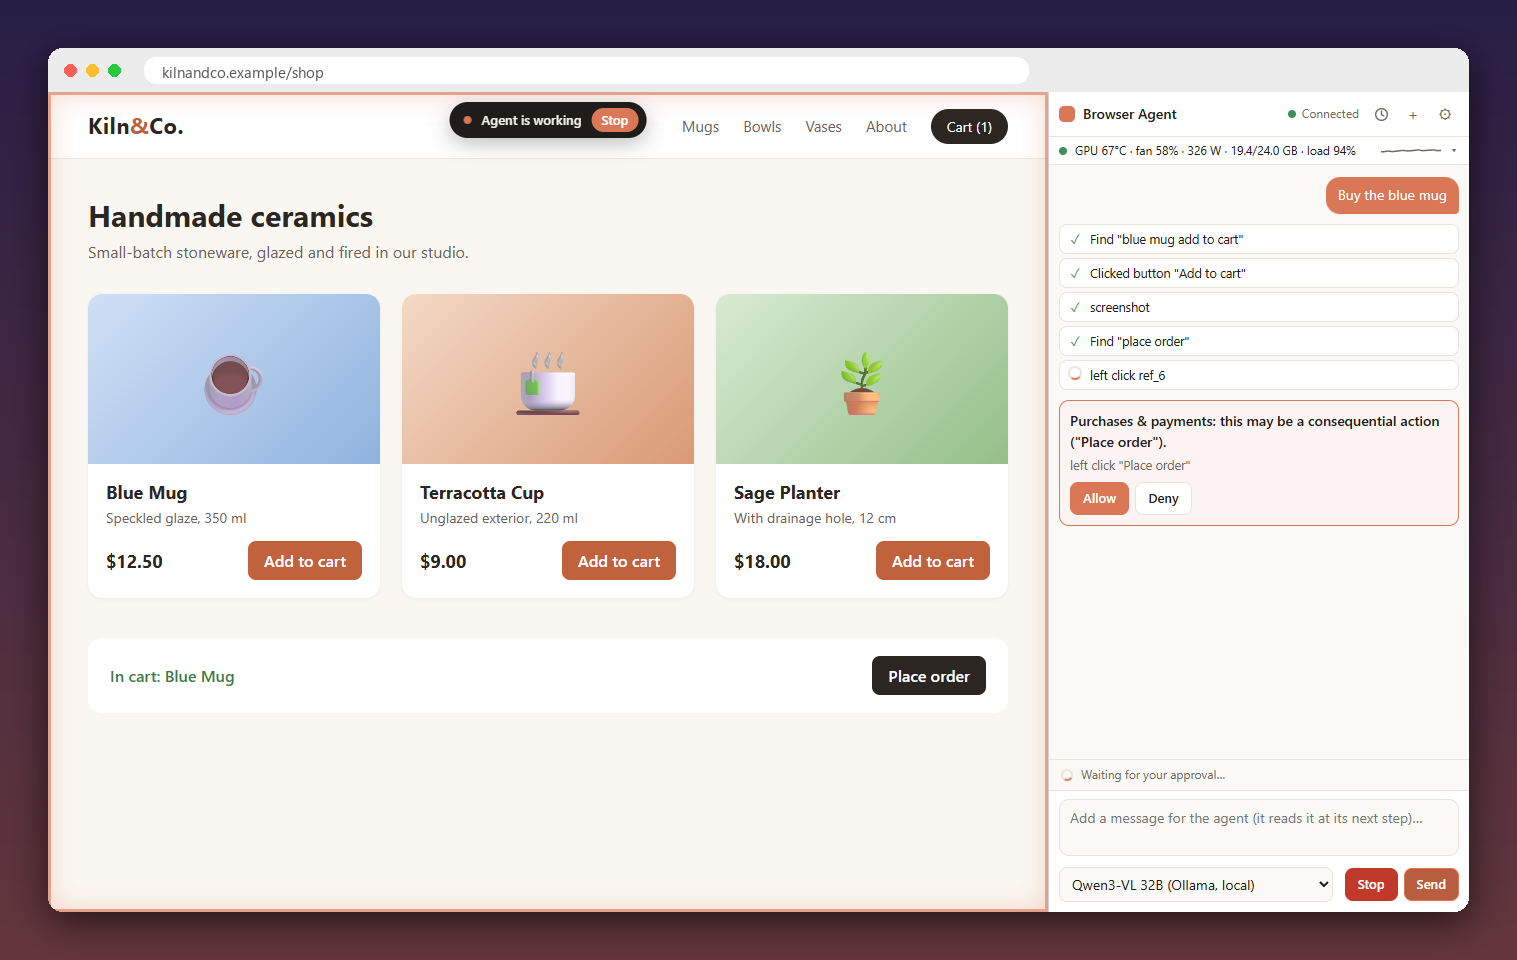 kilnandco.example/shop
Kiln&Co.
Agent is working
Stop
Mugs
Bowls
Vases
About
Cart (1)
Handmade ceramics
Small-batch stoneware, glazed and fired in our studio.
Blue Mug
Speckled glaze, 350 ml
$12.50
Add to cart
Terracotta Cup
Unglazed exterior, 220 ml
$9.00
Add to cart
Sage Planter
With drainage hole, 12 cm
$18.00
Add to cart
In cart: Blue Mug
Place order
Browser Agent
Connected
GPU 67°C · fan 58% · 326 W · 19.4/24.0 GB · load 94%
Buy the blue mug
Find "blue mug add to cart"
Clicked button "Add to cart"
screenshot
Find "place order"
left click ref_6
Purchases & payments: this may be a consequential action
("Place order").
left click "Place order"
Allow
Deny
Waiting for your approval...
Add a message for the agent (it reads it at its next step)...
Qwen3-VL 32B (Ollama, local)
Stop
Send